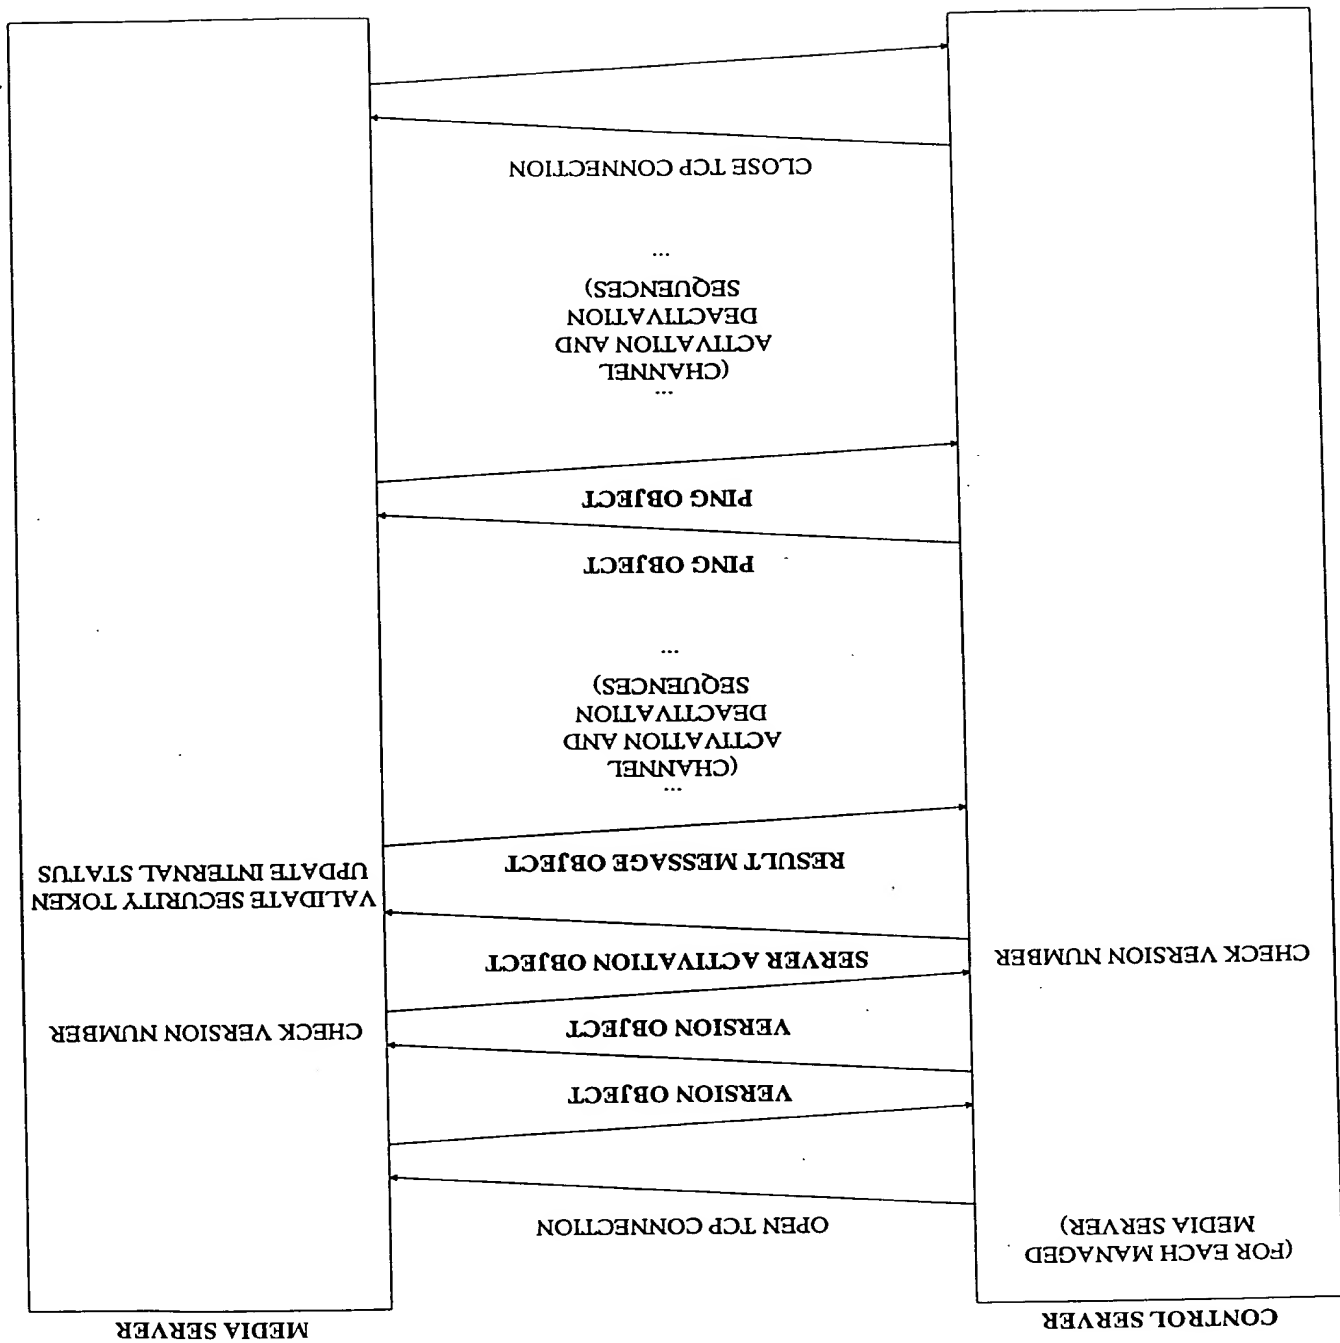 CONTROL SERVER
MEDIA SERVER
(FOR EACH MANAGED
MEDIA SERVER)
OPEN TCP CONNECTION
VERSION OBJECT
VERSION OBJECT
CHECK VERSION NUMBER
CHECK VERSION NUMBER
SERVER ACTIVATION OBJECT
VALIDATE SECURITY TOKEN
UPDATE INTERNAL STATUS
RESULT MESSAGE OBJECT
...
(CHANNEL
ACTIVATION AND
DEACTIVATION
SEQUENCES)
...
PING OBJECT
PING OBJECT
...
(CHANNEL
ACTIVATION AND
DEACTIVATION
SEQUENCES)
...
CLOSE TCP CONNECTION